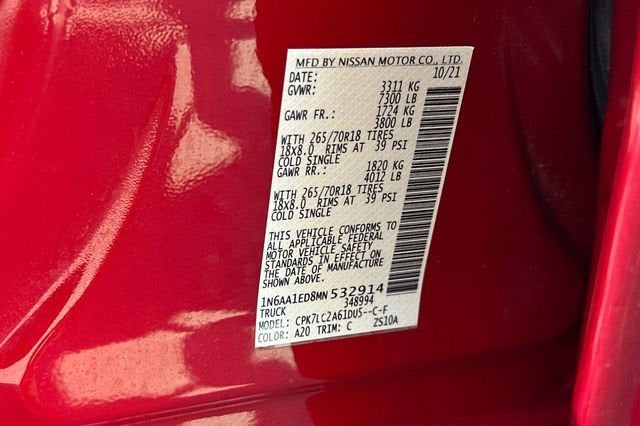 MFD BY NISSAN MOTOR CO., LTD.
DATE: 10/21
GVWR: 3311 KG
7300 LB
GAWR FR.: 1724 KG
3800 LB
WITH 265/70R18 TIRES
18X8.0 RIMS AT 39 PSI
COLD SINGLE
GAWR RR.: 1820 KG
4012 LB
WITH 265/70R18 TIRES
18X8.0 RIMS AT 39 PSI
COLD SINGLE
THIS VEHICLE CONFORMS TO
ALL APPLICABLE FEDERAL
MOTOR VEHICLE SAFETY
STANDARDS IN EFFECT ON
THE DATE OF MANUFACTURE
SHOWN ABOVE.
1N6AA1ED8MN532914
TRUCK 348994
MODEL: CPK7LC2A61DU5--C-F
COLOR: A20 TRIM: C ZS10A